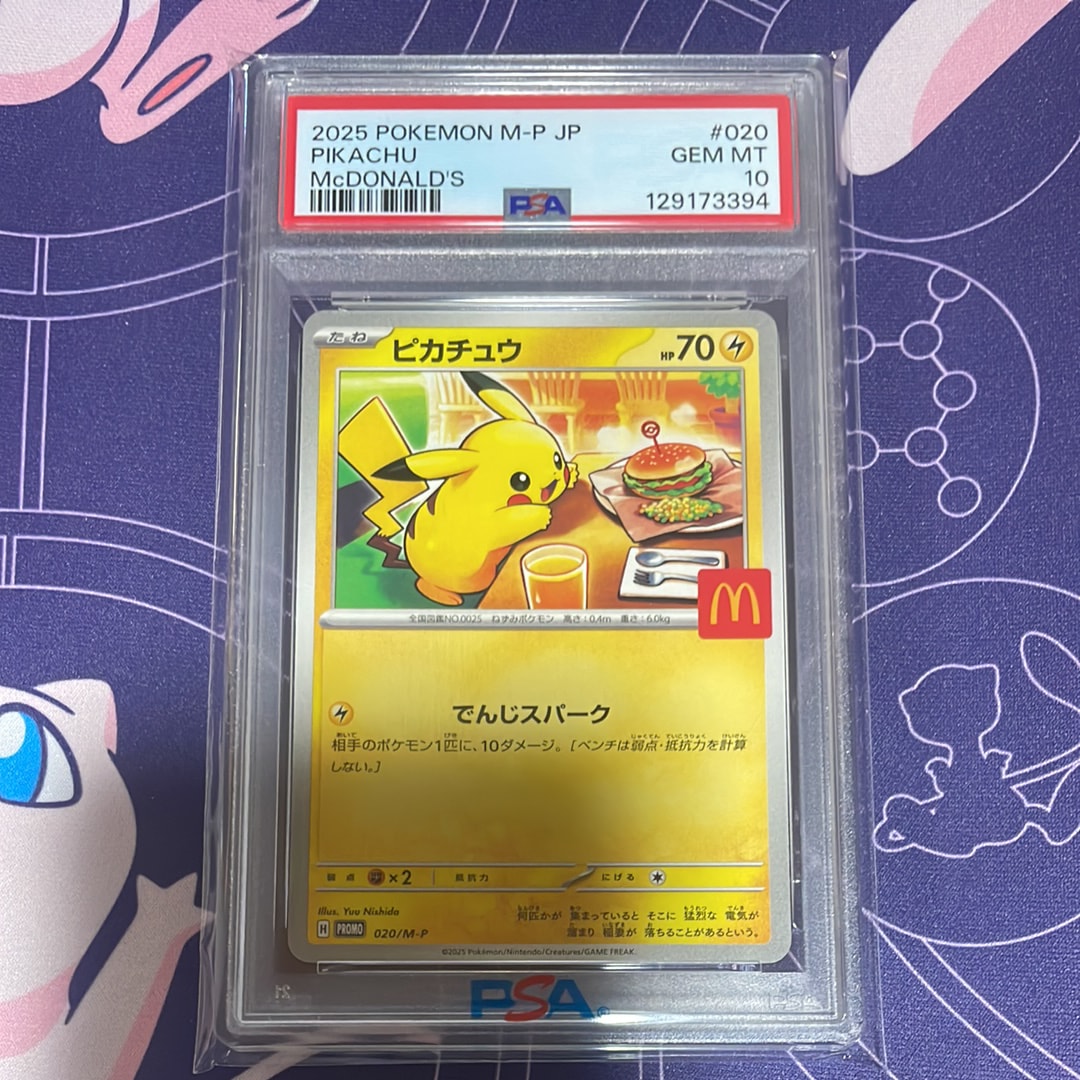 2025 POKEMON M-P JP #020
PIKACHU GEM MT
McDONALD'S 10
PSA 129173394
たね ピカチュウ HP70
全国図鑑NO.0025 ねずみポケモン 高さ:0.4m 重さ:6.0kg
でんじスパーク
相手のポケモン1匹に、10ダメージ。[ベンチは弱点・抵抗力を計算
しない。]
弱点 ×2 抵抗力 にげる
Illus. Yuu Nishida
何匹かが 集まっていると そこに 猛烈な 電気が
溜まり 稲妻が 落ちることがあるという。
H PROMO 020/M-P
©2025 Pokémon/Nintendo/Creatures/GAME FREAK.
PSA